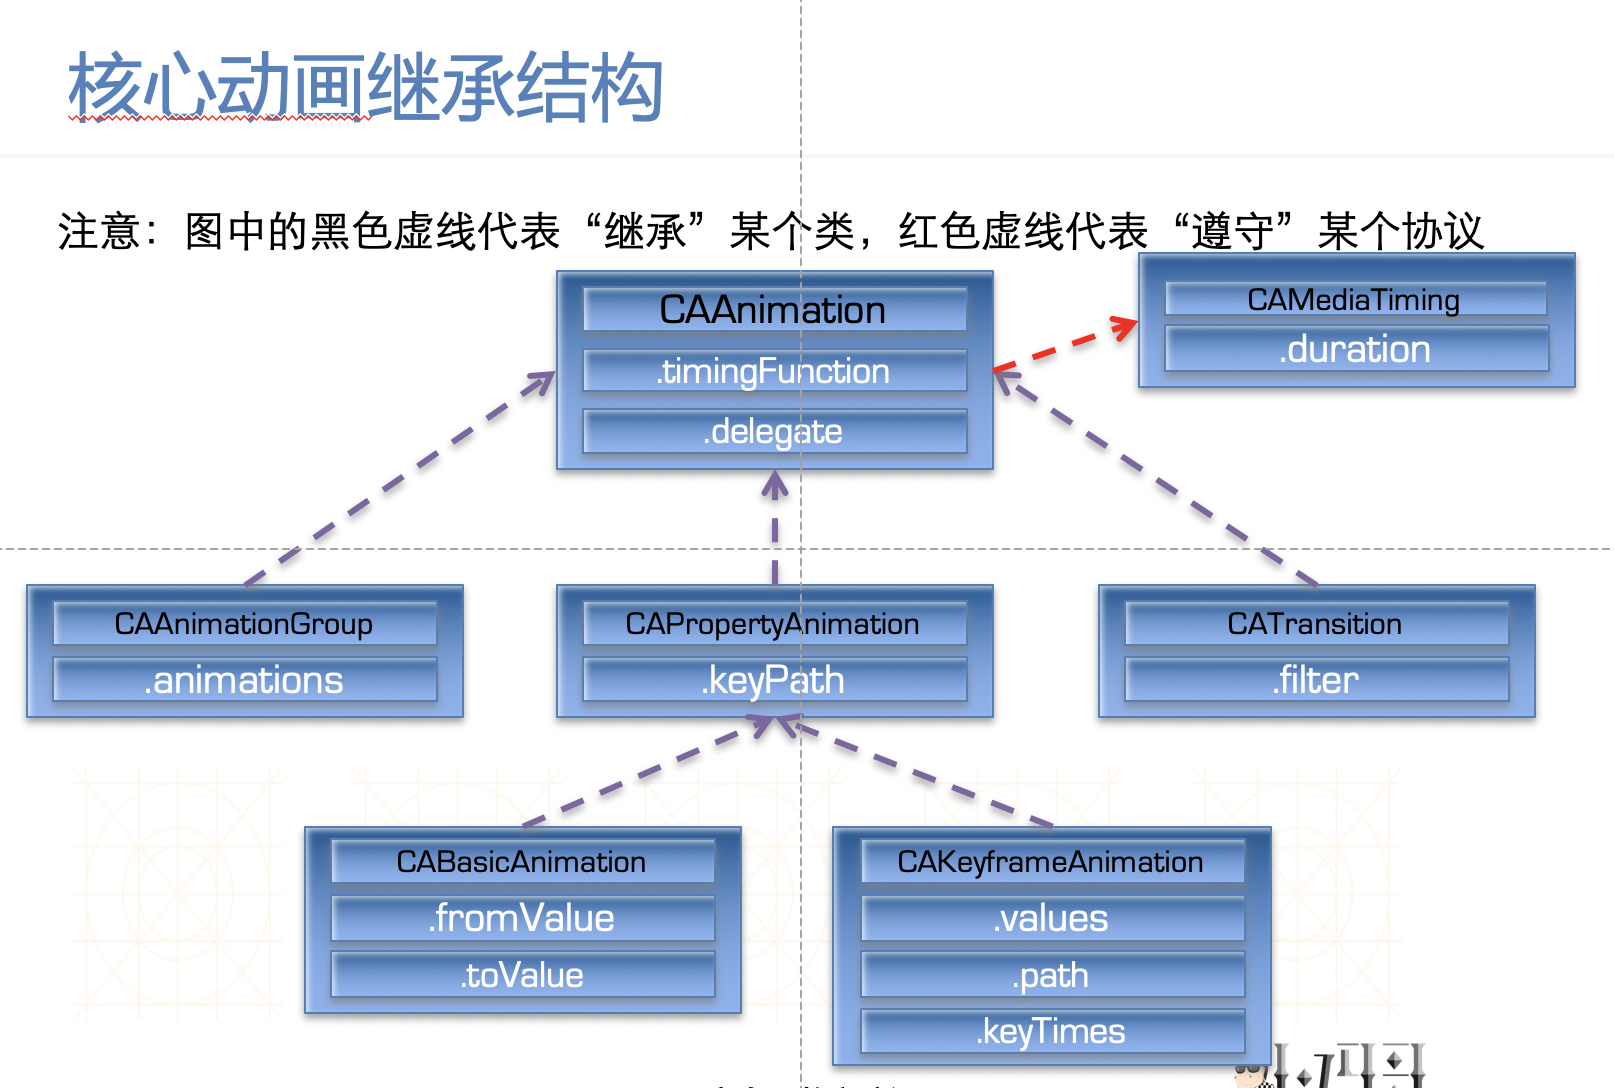 核心动画继承结构
注意：图中的黑色虚线代表“继承”某个类，红色虚线代表“遵守”某个协议
CAAnimation
.timingFunction
.delegate
CAMediaTiming
.duration
CAAnimationGroup
.animations
CAPropertyAnimation
.keyPath
CATransition
.filter
CABasicAnimation
.fromValue
.toValue
CAKeyframeAnimation
.values
.path
.keyTimes